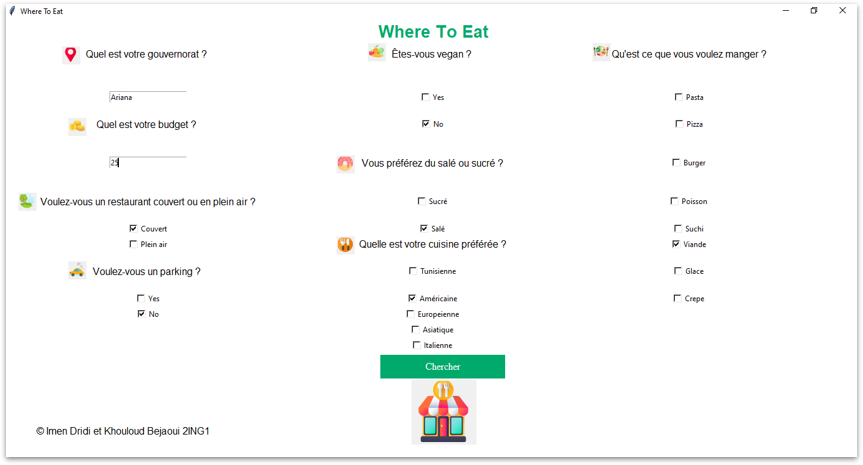 Where To Eat
Where To Eat
Quel est votre gouvernorat ?
Ariana
Quel est votre budget ?
25
Voulez-vous un restaurant couvert ou en plein air ?
Couvert
Plein air
Voulez-vous un parking ?
Yes
No
Êtes-vous vegan ?
Yes
No
Vous préférez du salé ou sucré ?
Sucré
Salé
Quelle est votre cuisine préférée ?
Tunisienne
Américaine
Europeienne
Asiatique
Italienne
Qu'est ce que vous voulez manger ?
Pasta
Pizza
Burger
Poisson
Suchi
Viande
Glace
Crepe
Chercher
© Imen Dridi et Khouloud Bejaoui 2ING1